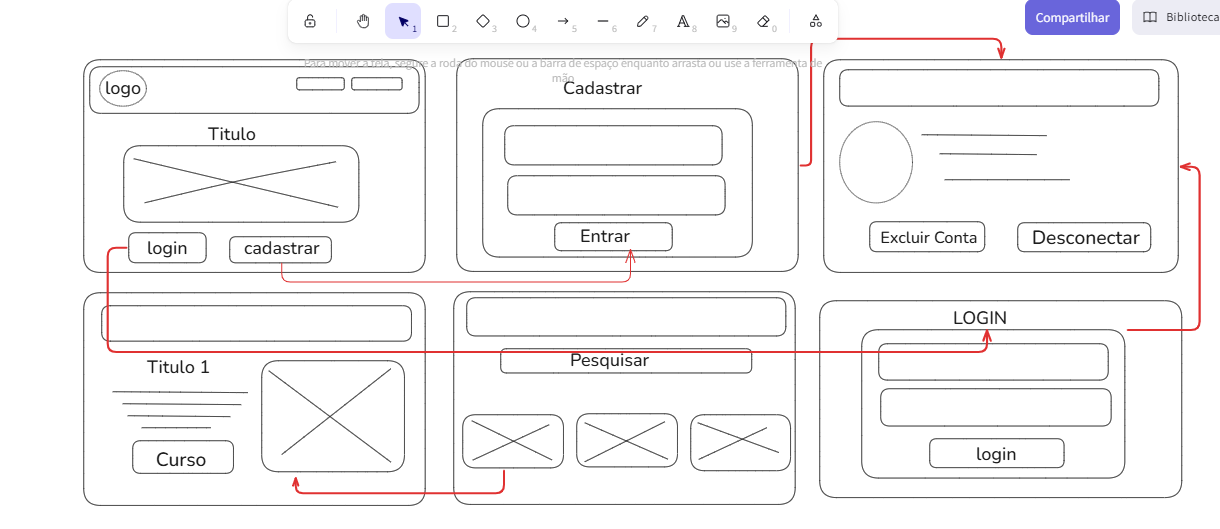 1
2
3
4
5
6
7
8
9
0
Compartilhar
Biblioteca
Para mover a tela, segure a roda do mouse ou a barra de espaço enquanto arrasta ou use a ferramenta de
mão
logo
Titulo
login
cadastrar
Cadastrar
Entrar
Excluir Conta
Desconectar
Titulo 1
Curso
Pesquisar
LOGIN
login